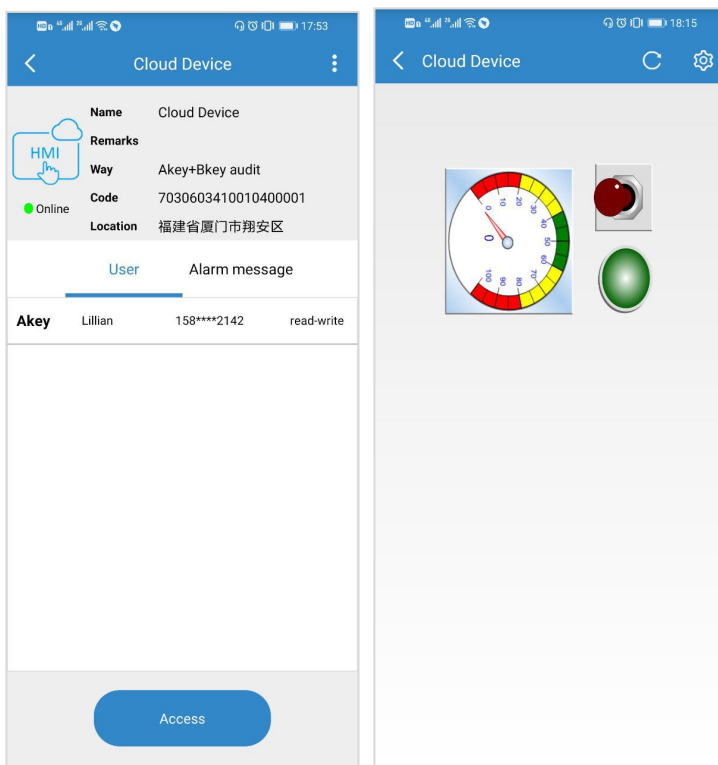 17:53
Cloud Device
Name Cloud Device
Remarks
HMI
Way Akey+Bkey audit
Code 7030603410010400001
Online
Location 福建省厦门市翔安区
User Alarm message
Akey Lillian 158****2142 read-write
Access
18:15
Cloud Device
0
10
20
30
40
50
60
70
80
90
100
0